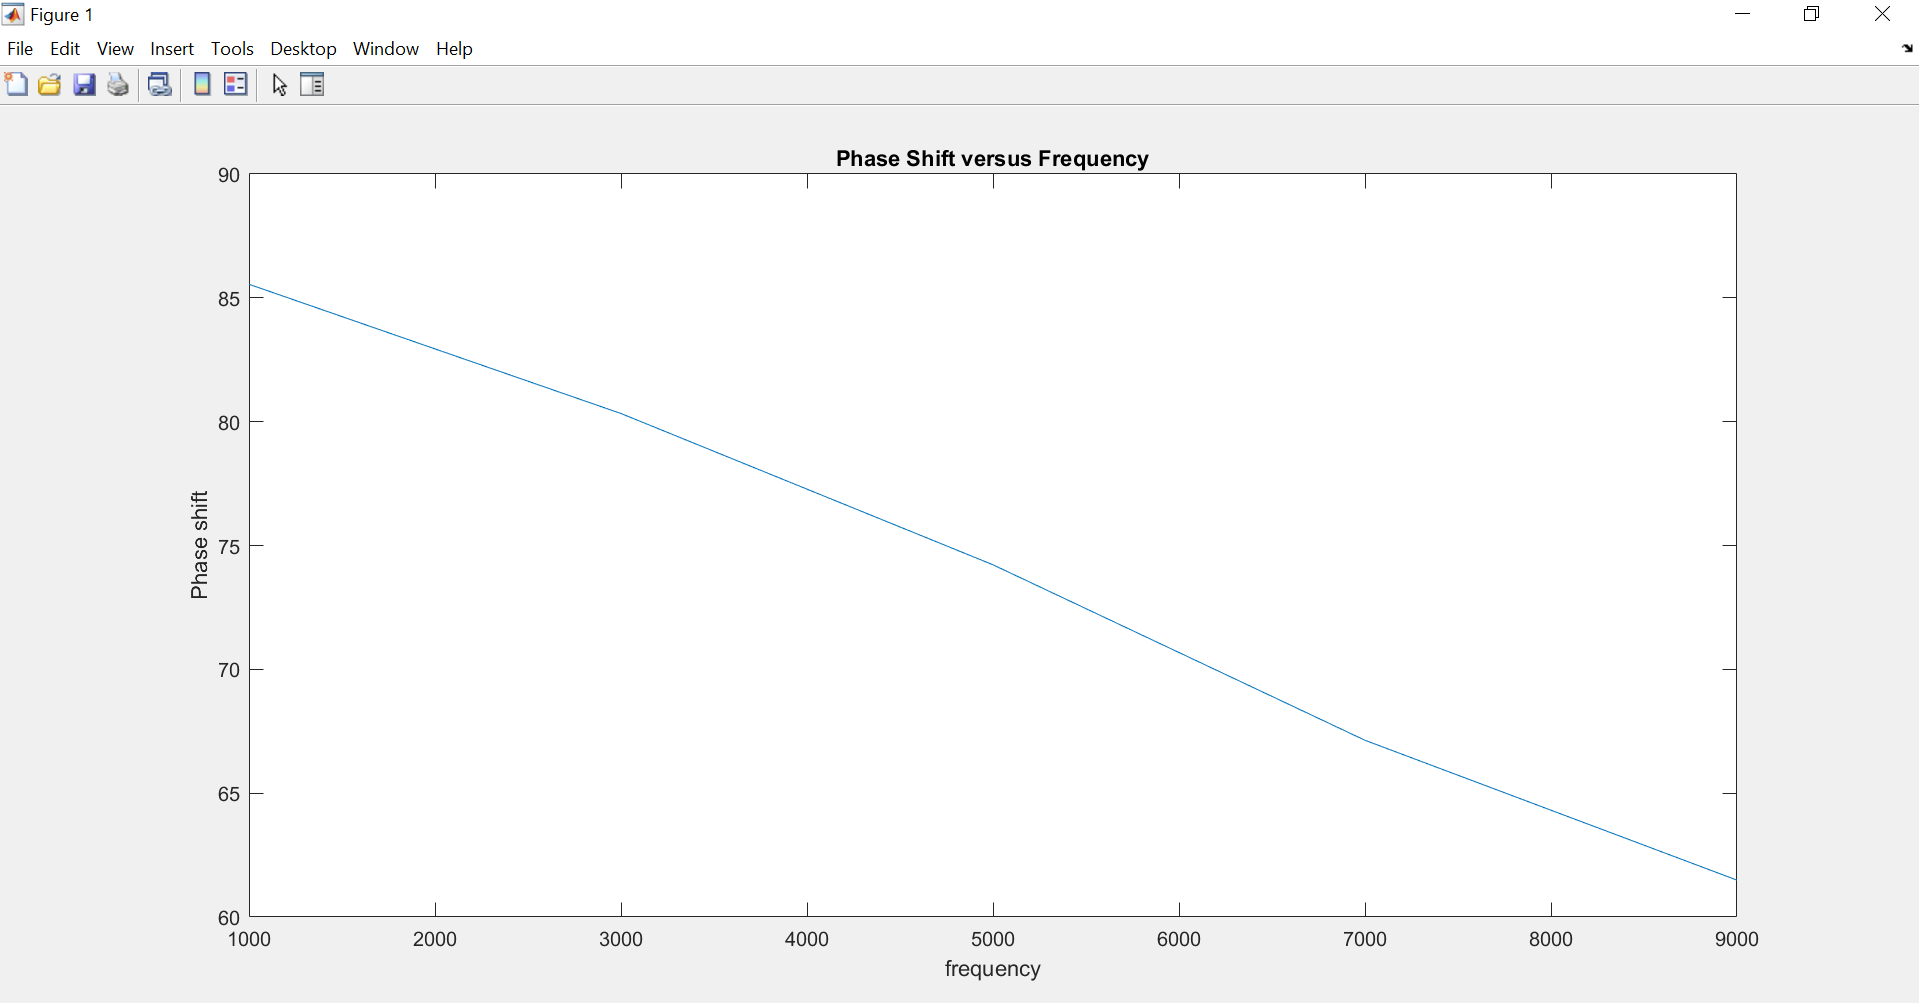 Figure 1
File Edit View Insert Tools Desktop Window Help
Phase Shift versus Frequency
90
85
80
75
70
65
60
Phase shift
1000 2000 3000 4000 5000 6000 7000 8000 9000
frequency